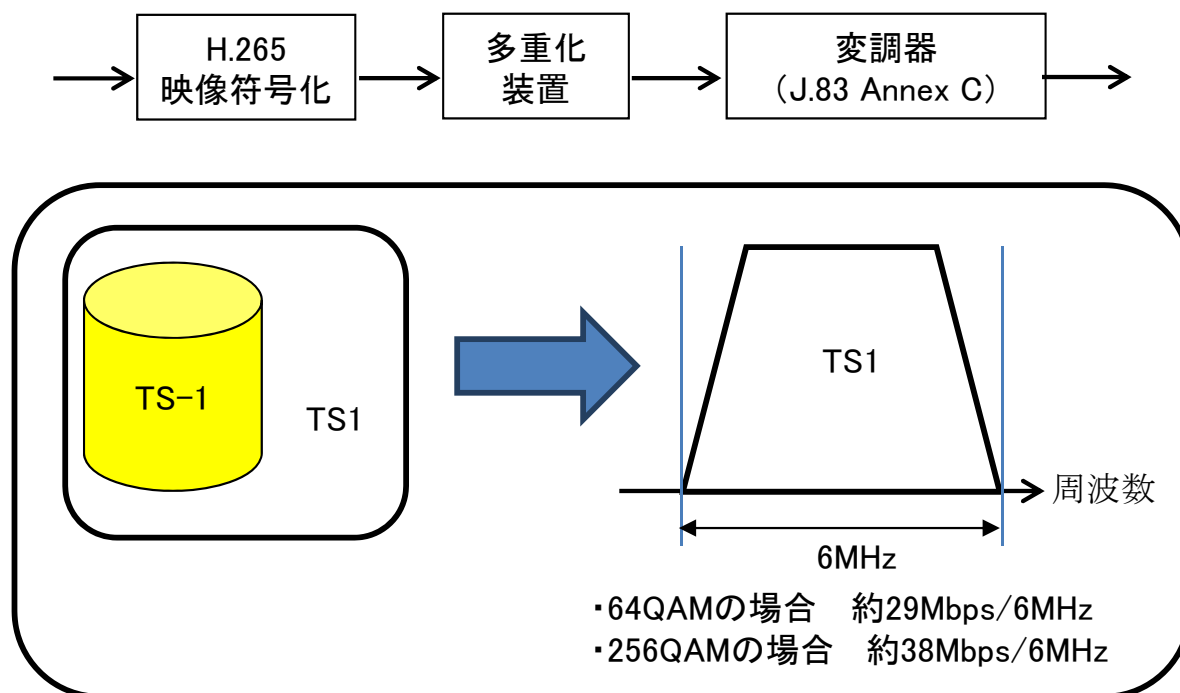 H.265
映像符号化
多重化
装置
変調器
（J.83 Annex C）
TS-1
TS1
TS1
周波数
6MHz
・64QAMの場合　約29Mbps/6MHz
・256QAMの場合　約38Mbps/6MHz